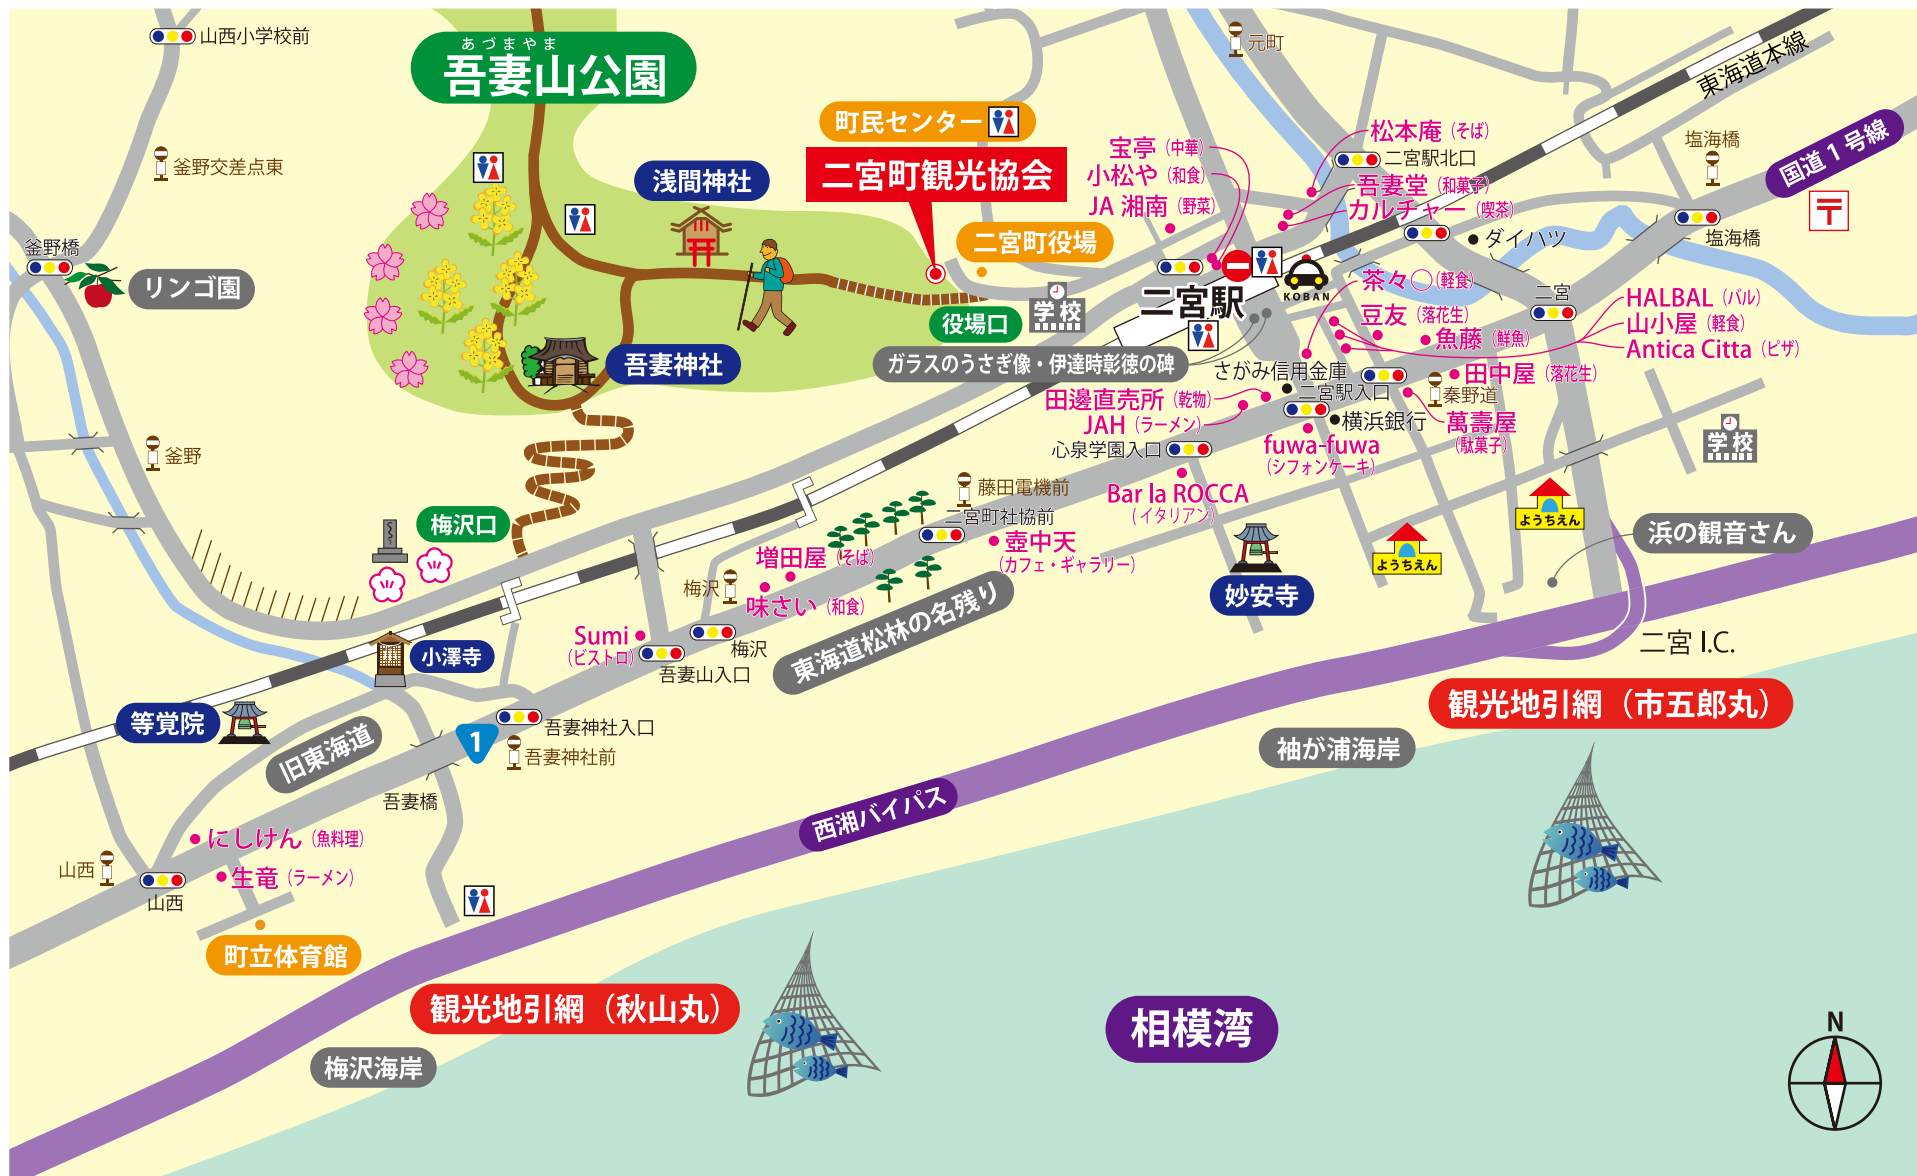 山西小学校前
あづまやま
吾妻山公園
元町
東海道本線
町民センター
松本庵（そば）
国道１号線
塩海橋
宝亭（中華）
二宮駅北口
釜野交差点東
浅間神社
二宮町観光協会
小松や（和食）
吾妻堂（和菓子）
JA 湘南（野菜）
カルチャー（喫茶）
〒
二宮町役場
ダイハツ
塩海橋
釜野橋
リンゴ園
茶々◯（軽食）
KOBAN
学校
二宮駅
二宮
HALBAL（バル）
役場口
豆友（落花生）
山小屋（軽食）
魚藤（鮮魚）
Antica Citta（ピザ）
吾妻神社
ガラスのうさぎ像・伊達時彰徳の碑
さがみ信用金庫
田中屋（落花生）
二宮駅入口
秦野道
田邊直売所（乾物）
JAH（ラーメン）
横浜銀行
萬壽屋
（駄菓子）
学校
fuwa-fuwa
（シフォンケーキ）
心泉学園入口
釜野
藤田電機前
Bar la ROCCA
（イタリアン）
二宮町社協前
梅沢口
ようちえん
浜の観音さん
壺中天
（カフェ・ギャラリー）
増田屋（そば）
ようちえん
梅沢
味さい（和食）
妙安寺
東海道松林の名残り
Sumi
（ビストロ）
梅沢
二宮 I.C.
小澤寺
吾妻山入口
観光地引網（市五郎丸）
等覚院
吾妻神社入口
旧東海道
1
吾妻神社前
袖が浦海岸
吾妻橋
西湘バイパス
にしけん（魚料理）
山西
生竜（ラーメン）
山西
町立体育館
観光地引網（秋山丸）
相模湾
N
梅沢海岸